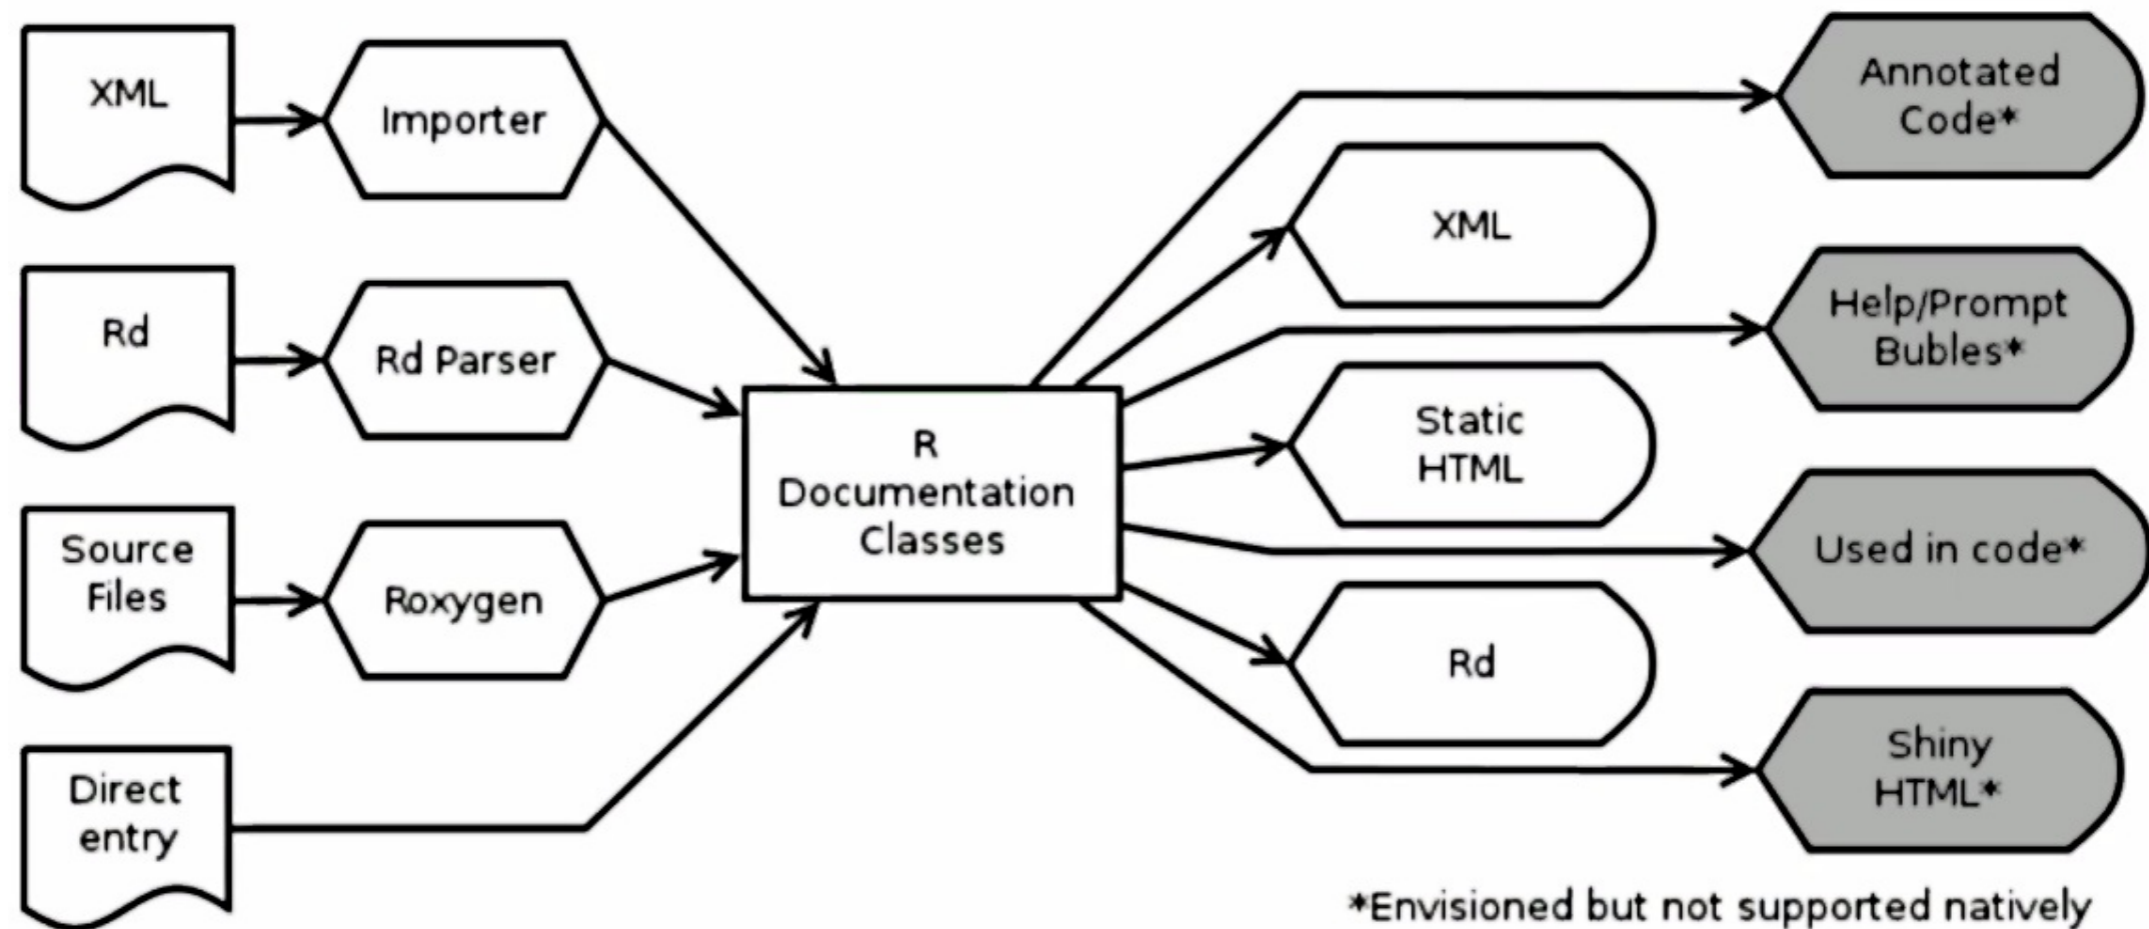 XML
Importer
Rd
Rd Parser
Source
Files
Roxygen
Direct
entry
R
Documentation
Classes
Annotated
Code*
XML
Help/Prompt
Bubles*
Static
HTML
Used in code*
Rd
Shiny
HTML*
*Envisioned but not supported natively